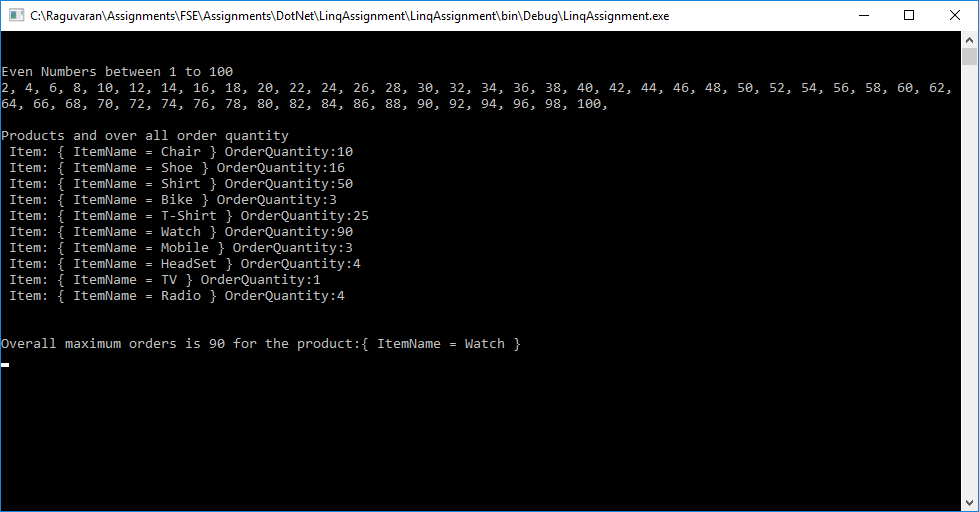 C:\Raguvaran\Assignments\FSE\Assignments\DotNet\LinqAssignment\LinqAssignment\bin\Debug\LinqAssignment.exe
Even Numbers between 1 to 100
2, 4, 6, 8, 10, 12, 14, 16, 18, 20, 22, 24, 26, 28, 30, 32, 34, 36, 38, 40, 42, 44, 46, 48, 50, 52, 54, 56, 58, 60, 62,
64, 66, 68, 70, 72, 74, 76, 78, 80, 82, 84, 86, 88, 90, 92, 94, 96, 98, 100,
Products and over all order quantity
Item: { ItemName = Chair } OrderQuantity:10
Item: { ItemName = Shoe } OrderQuantity:16
Item: { ItemName = Shirt } OrderQuantity:50
Item: { ItemName = Bike } OrderQuantity:3
Item: { ItemName = T-Shirt } OrderQuantity:25
Item: { ItemName = Watch } OrderQuantity:90
Item: { ItemName = Mobile } OrderQuantity:3
Item: { ItemName = HeadSet } OrderQuantity:4
Item: { ItemName = TV } OrderQuantity:1
Item: { ItemName = Radio } OrderQuantity:4
Overall maximum orders is 90 for the product:{ ItemName = Watch }